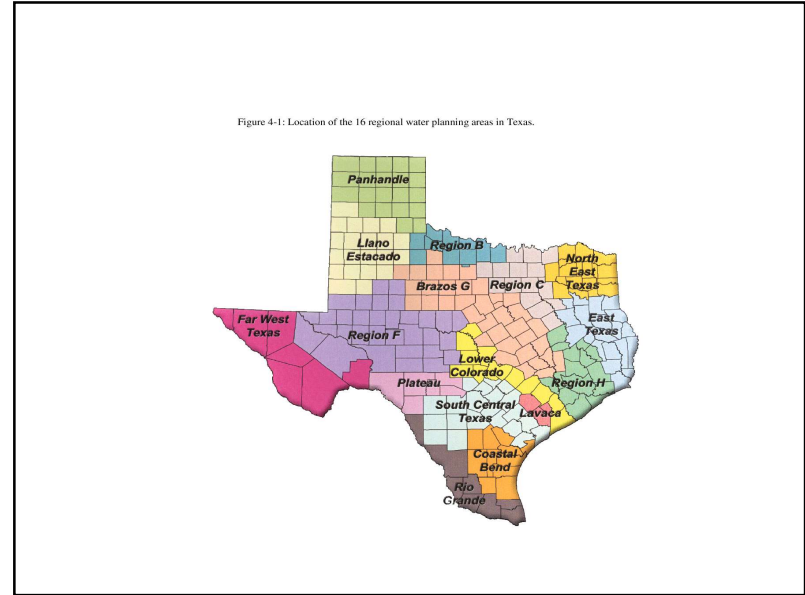 Figure 4-1: Location of the 16 regional water planning areas in Texas.
Panhandle
Llano
Estacado
Region B
North
East
Texas
Brazos G
Region C
Far West
Texas
Region F
East
Texas
Lower
Colorado
Plateau
Region H
South Central
Texas
Lavaca
Coastal
Bend
Rio
Grande